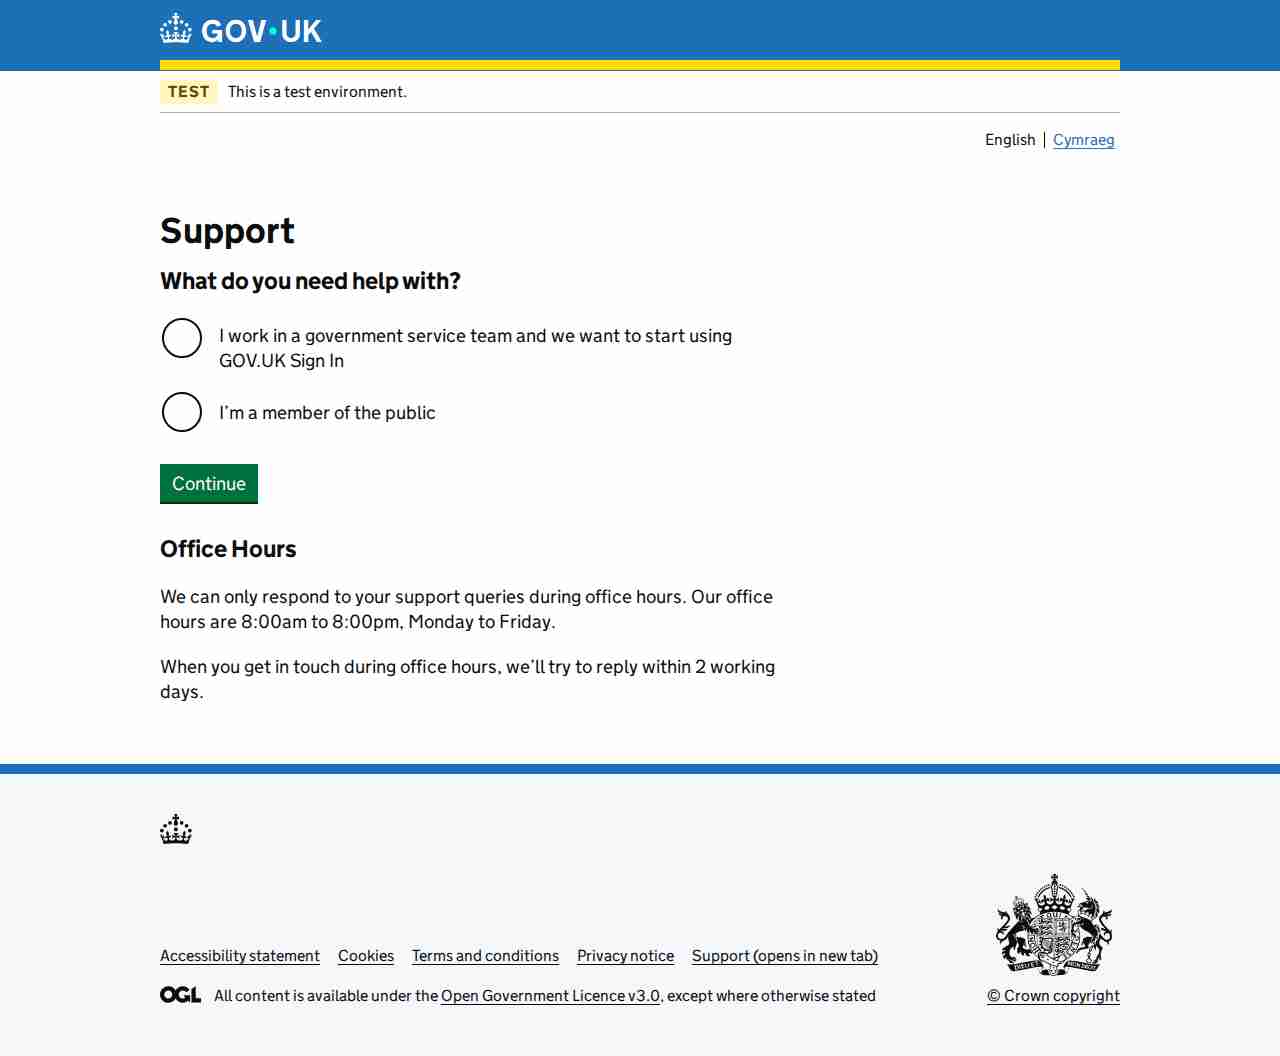 GOV.UK
TEST This is a test environment.
English Cymraeg
Support
What do you need help with?
I work in a government service team and we want to start using
GOV.UK Sign In
I’m a member of the public
Continue
Office Hours
We can only respond to your support queries during office hours. Our office
hours are 8:00am to 8:00pm, Monday to Friday.
When you get in touch during office hours, we’ll try to reply within 2 working
days.
Accessibility statement Cookies Terms and conditions Privacy notice Support (opens in new tab)
OGL All content is available under the Open Government Licence v3.0, except where otherwise stated
© Crown copyright